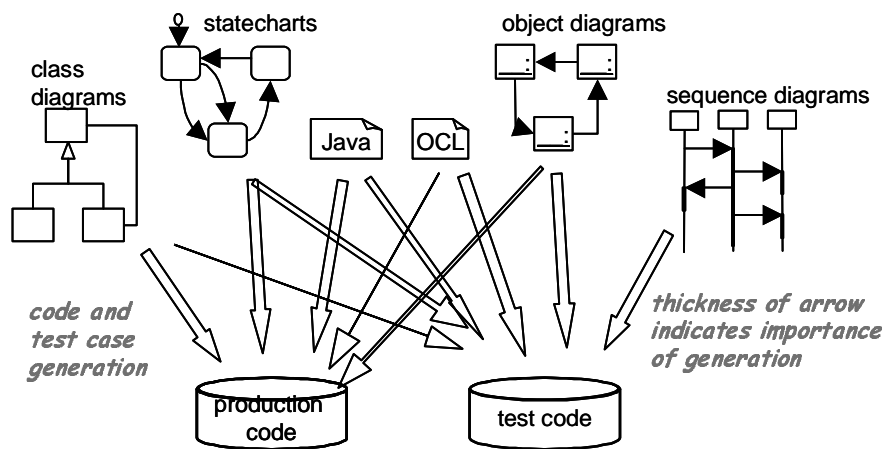 statecharts
object diagrams
class
diagrams
sequence diagrams
Java
OCL
code and
test case
generation
thickness of arrow
indicates importance
of generation
production
code
test code